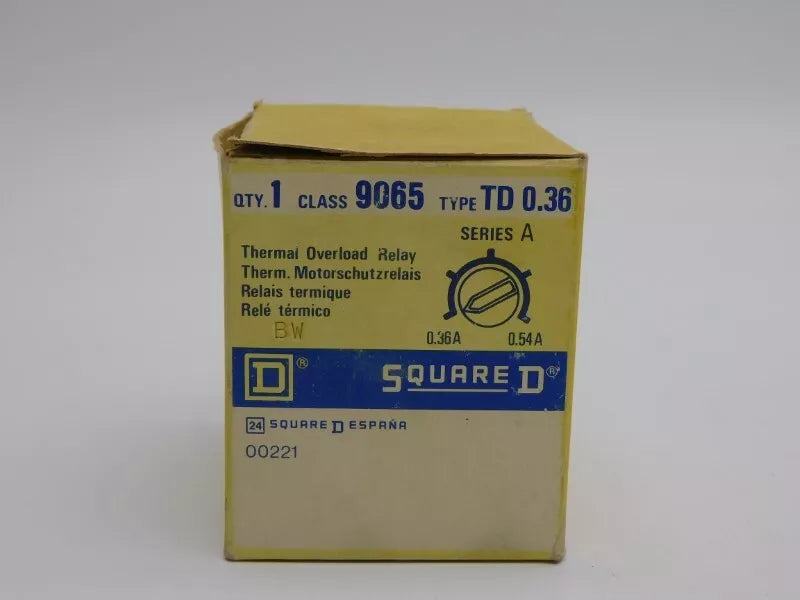 QTY. 1 CLASS 9065 TYPE TD 0.36
SERIES A
Thermal Overload Relay
Therm. Motorschutzrelais
Relais termique
Relé térmico
BW
0.36A 0.54A
D ® SQUARE D ®
24 SQUARE D ESPAÑA
00221